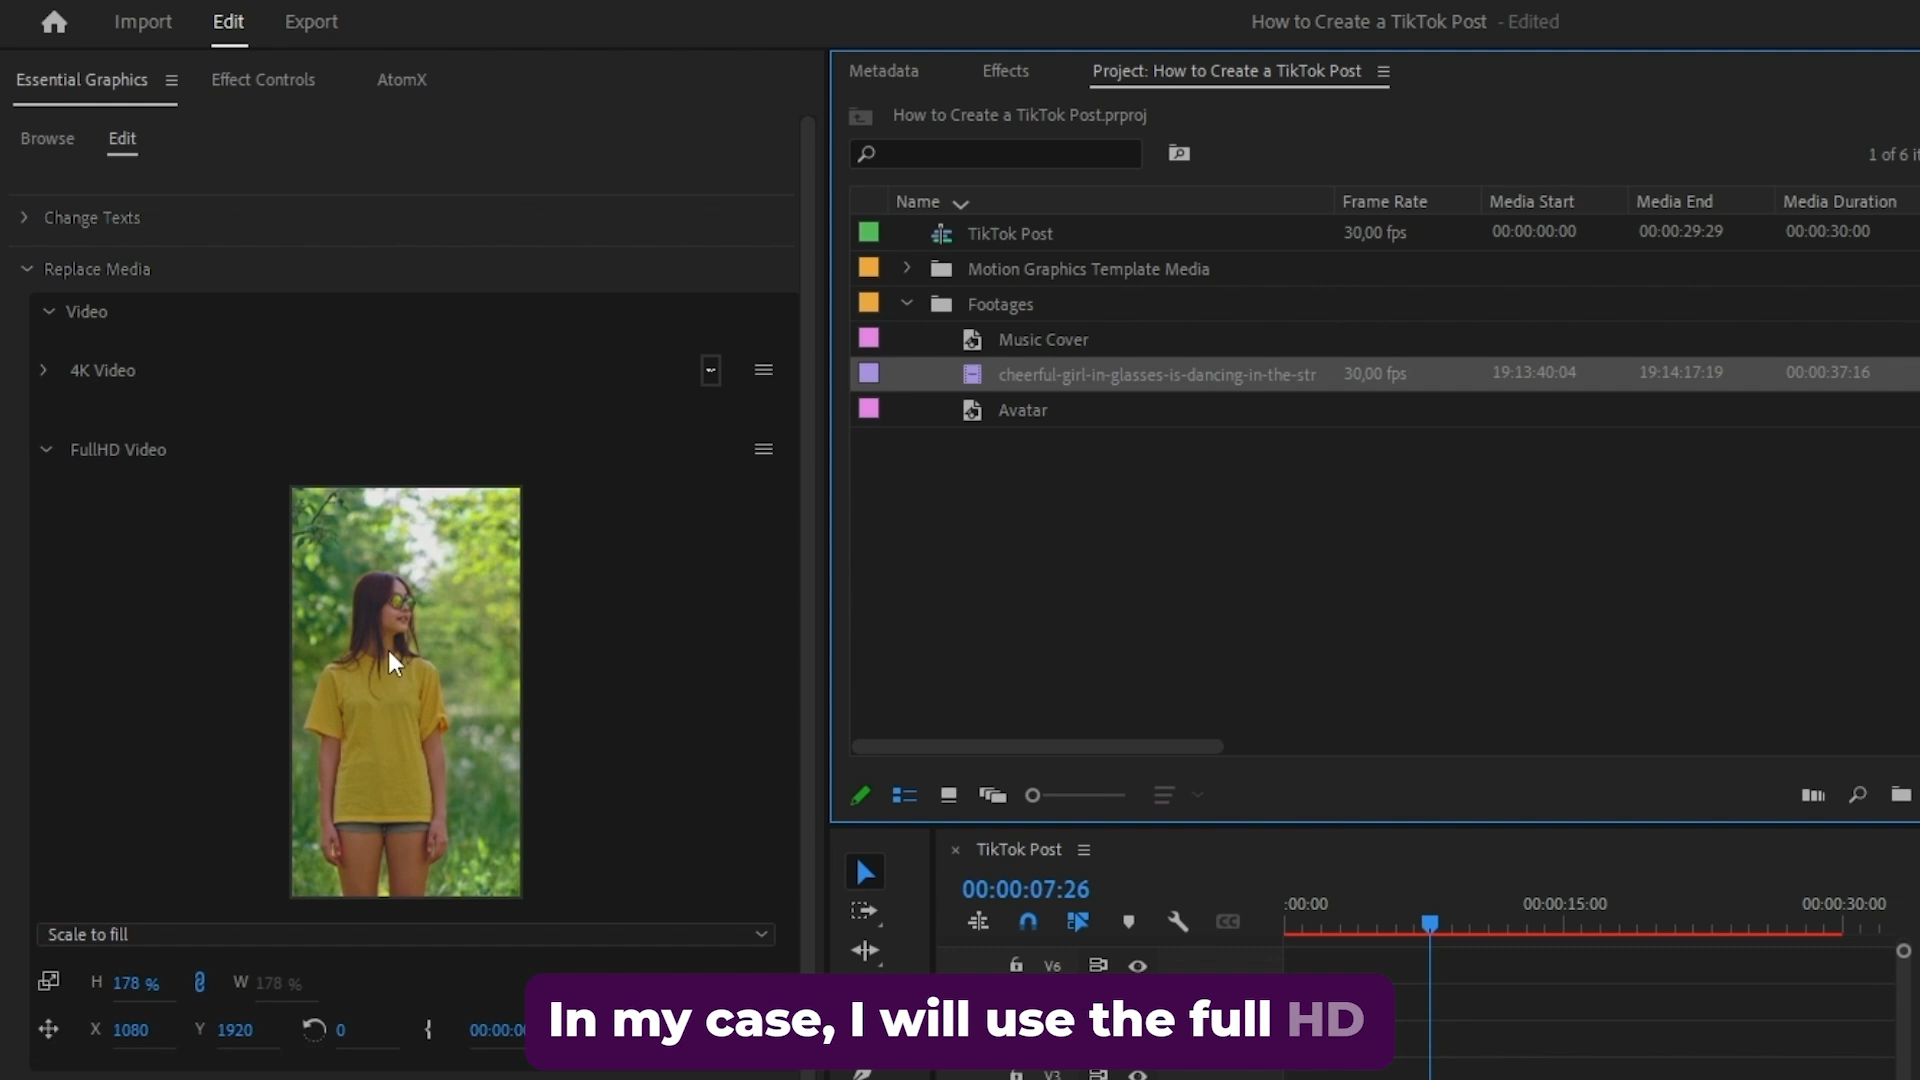 Import
Edit
Export
How to Create a TikTok Post - Edited
Essential Graphics
Effect Controls
AtomX
Browse
Edit
Change Texts
Replace Media
Video
4K Video
FullHD Video
Scale to fill
H 178 % W 178 %
X 1080 Y 1920 0 00:00:00
Metadata
Effects
Project: How to Create a TikTok Post
How to Create a TikTok Post.prproj
1 of 6 it
Name Frame Rate Media Start Media End Media Duration
TikTok Post 30,00 fps 00:00:00:00 00:00:29:29 00:00:30:00
Motion Graphics Template Media
Footages
Music Cover
cheerful-girl-in-glasses-is-dancing-in-the-str 30,00 fps 19:13:40:04 19:14:17:19 00:00:37:16
Avatar
TikTok Post
00:00:07:26
:00:00 00:00:15:00 00:00:30:00
CC
V6
V3
In my case, I will use the full HD